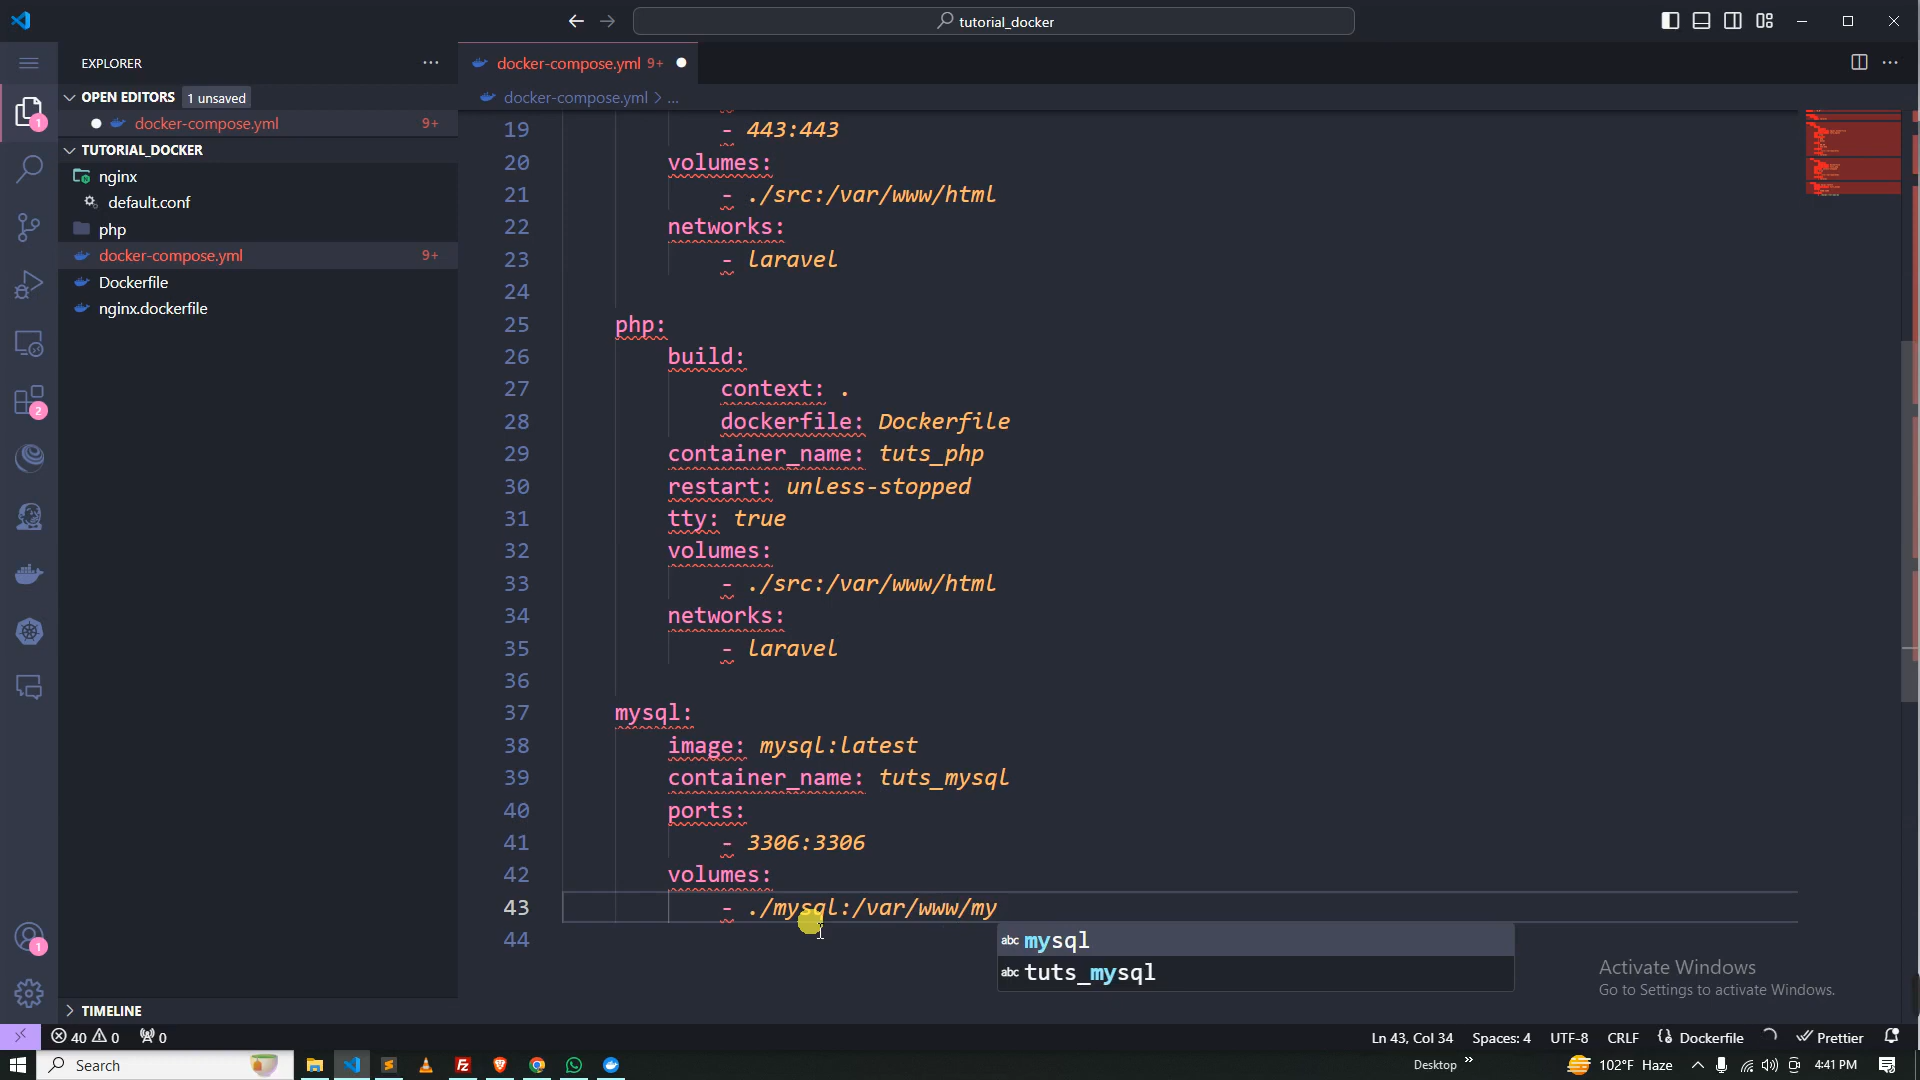 tutorial_docker
EXPLORER
docker-compose.yml 9+
OPEN EDITORS 1 unsaved
docker-compose.yml > ...
docker-compose.yml 9+
TUTORIAL_DOCKER
nginx
default.conf
php
docker-compose.yml 9+
Dockerfile
nginx.dockerfile
1
2
19 - 443:443
20 volumes:
21 - ./src:/var/www/html
22 networks:
23 - laravel
24
25 php:
26 build:
27 context: .
28 dockerfile: Dockerfile
29 container_name: tuts_php
30 restart: unless-stopped
31 tty: true
32 volumes:
33 - ./src:/var/www/html
34 networks:
35 - laravel
36
37 mysql:
38 image: mysql:latest
39 container_name: tuts_mysql
40 ports:
41 - 3306:3306
42 volumes:
43 - ./mysql:/var/www/my
44
abc mysql
abc tuts_mysql
1
Activate Windows
Go to Settings to activate Windows.
TIMELINE
40 0 0
Ln 43, Col 34 Spaces: 4 UTF-8 CRLF Dockerfile Prettier
Search
Desktop » 102°F Haze 4:41 PM